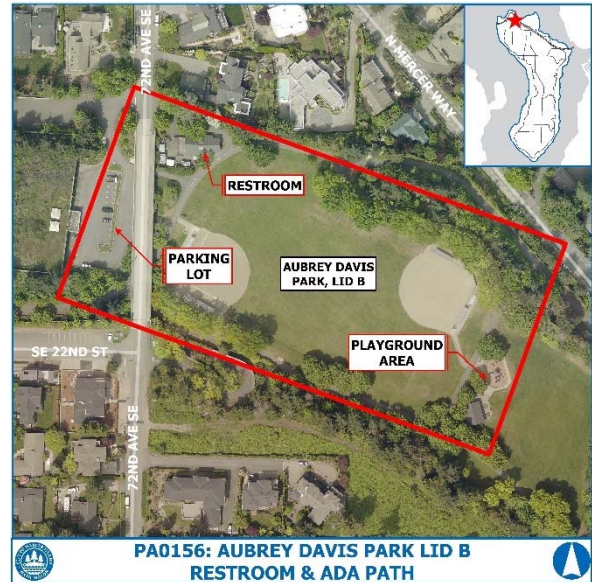 72ND AVE SE
N MERCER WAY
RESTROOM
PARKING
LOT
AUBREY DAVIS
PARK, LID B
PLAYGROUND
AREA
SE 22ND ST
72ND AVE SE
PA0156: AUBREY DAVIS PARK LID B
RESTROOM & ADA PATH